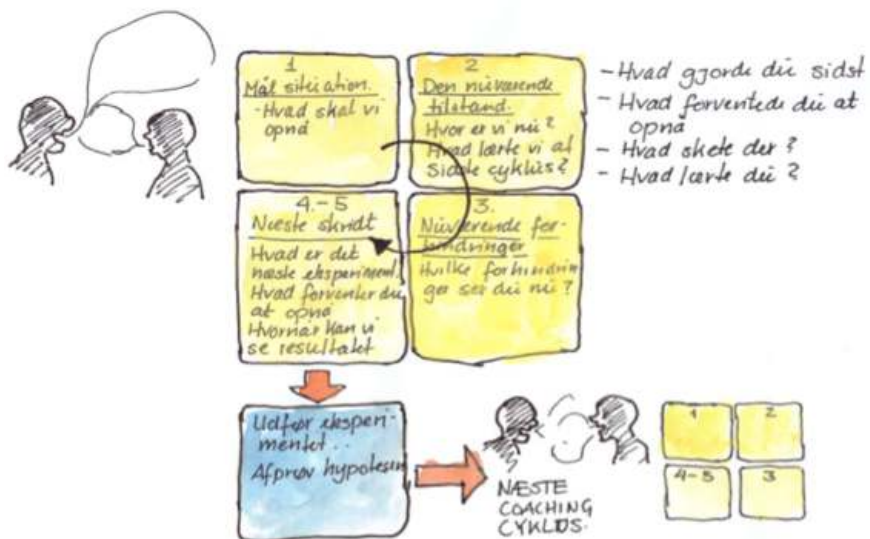 1
Mål situation.
- Hvad skal vi
opnå
2
Den nuværende
tilstand.
Hvor er vi nu?
Hvad lærte vi af
sidste cyklus?
- Hvad gjorde du sidst
- Hvad forventede du at
opnå
- Hvad skete der?
- Hvad lærte du?
4.-5
Næste skridt
Hvad er det
næste eksperiment.
Hvad forventer du
at opnå
Hvornår kan vi
se resultatet
3.
Nuværende for-
hindringer
Hvilke forhindrin-
ger ser du nu?
Udfør eksperi-
mentet..
Afprøv hypotesen
NÆSTE
COACHING
CYKLUS.
1
2
4-5
3